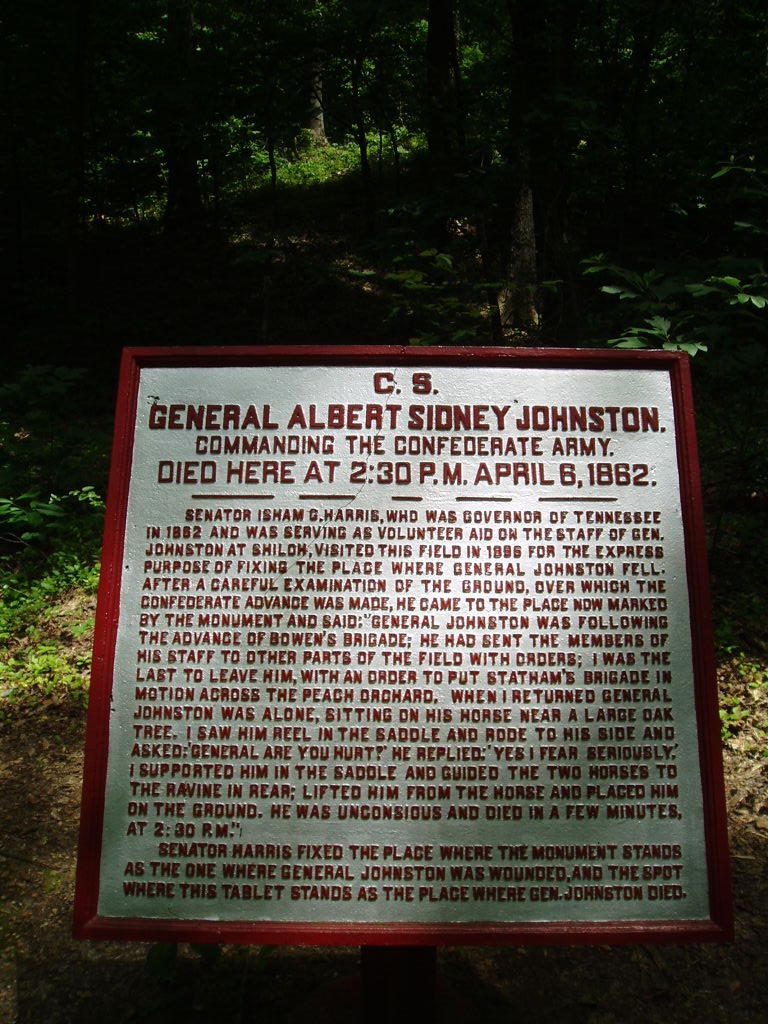 C. S.
GENERAL ALBERT SIDNEY JOHNSTON.
COMMANDING THE CONFEDERATE ARMY.
DIED HERE AT 2:30 P.M. APRIL 6, 1862.
SENATOR ISHAM G. HARRIS, WHO WAS GOVERNOR OF TENNESSEE
IN 1862 AND WAS SERVING AS VOLUNTEER AID ON THE STAFF OF GEN.
JOHNSTON AT SHILOH, VISITED THIS FIELD IN 1896 FOR THE EXPRESS
PURPOSE OF FIXING THE PLACE WHERE GENERAL JOHNSTON FELL.
AFTER A CAREFUL EXAMINATION OF THE GROUND, OVER WHICH THE
CONFEDERATE ADVANCE WAS MADE, HE CAME TO THE PLACE NOW MARKED
BY THE MONUMENT AND SAID: "GENERAL JOHNSTON WAS FOLLOWING
THE ADVANCE OF BOWEN'S BRIGADE; HE HAD SENT THE MEMBERS OF
HIS STAFF TO OTHER PARTS OF THE FIELD WITH ORDERS; I WAS THE
LAST TO LEAVE HIM, WITH AN ORDER TO PUT STATHAM'S BRIGADE IN
MOTION ACROSS THE PEACH ORCHARD. WHEN I RETURNED GENERAL
JOHNSTON WAS ALONE, SITTING ON HIS HORSE NEAR A LARGE OAK
TREE. I SAW HIM REEL IN THE SADDLE AND RODE TO HIS SIDE AND
ASKED: 'GENERAL ARE YOU HURT?' HE REPLIED: 'YES I FEAR SERIOUSLY.'
I SUPPORTED HIM IN THE SADDLE AND GUIDED THE TWO HORSES TO
THE RAVINE IN REAR; LIFTED HIM FROM THE HORSE AND PLACED HIM
ON THE GROUND. HE WAS UNCONSIOUS AND DIED IN A FEW MINUTES,
AT 2:30 P.M."
SENATOR HARRIS FIXED THE PLACE WHERE THE MONUMENT STANDS
AS THE ONE WHERE GENERAL JOHNSTON WAS WOUNDED, AND THE SPOT
WHERE THIS TABLET STANDS AS THE PLACE WHERE GEN. JOHNSTON DIED.